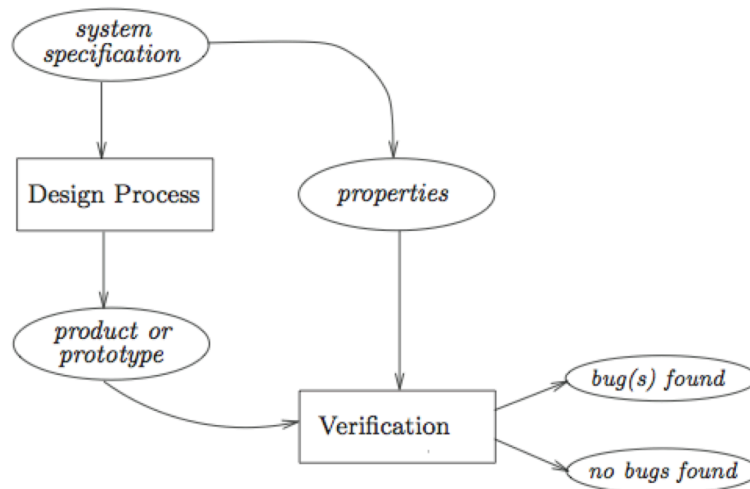 system
specification
Design Process
properties
product or
prototype
bug(s) found
Verification
no bugs found